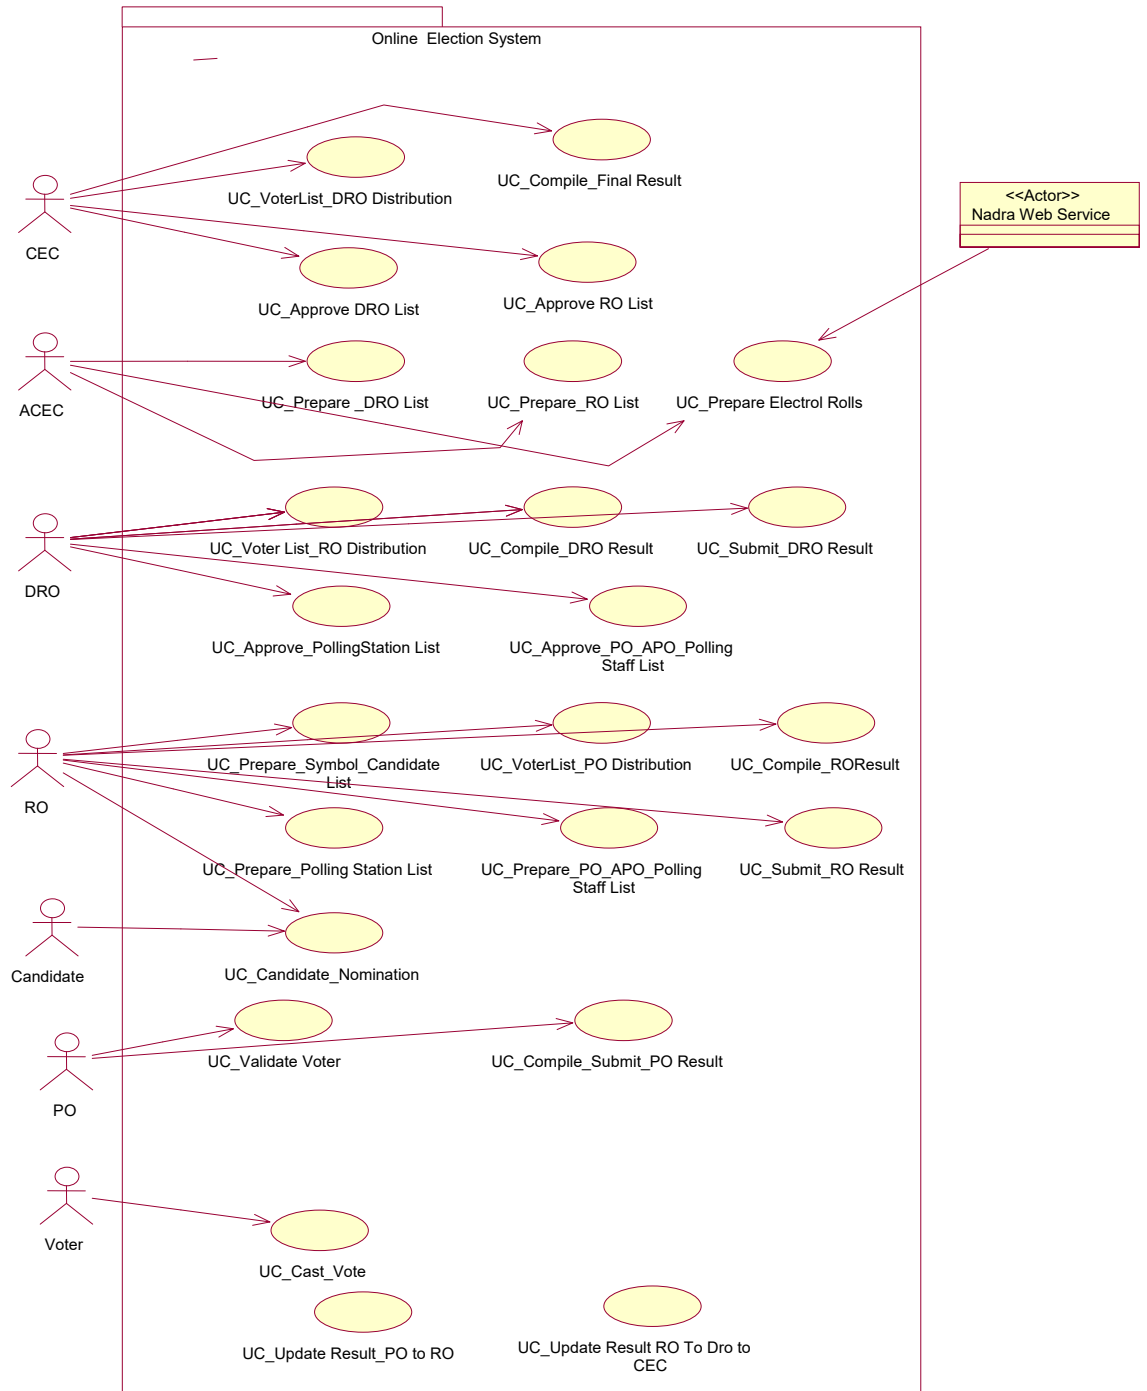 Online  Election System
UC_Compile_Final Result
UC_VoterList_DRO Distribution
<<Actor>>
Nadra Web Service
CEC
UC_Approve DRO List
UC_Approve RO List
ACEC
UC_Prepare _DRO List
UC_Prepare_RO List
UC_Prepare Electrol Rolls
DRO
UC_Voter List_RO Distribution
UC_Compile_DRO Result
UC_Submit_DRO Result
UC_Approve_PollingStation List
UC_Approve_PO_APO_Polling
Staff List
RO
UC_Prepare_Symbol_Candidate
List
UC_VoterList_PO Distribution
UC_Compile_ROResult
UC_Prepare_Polling Station List
UC_Prepare_PO_APO_Polling
Staff List
UC_Submit_RO Result
Candidate
UC_Candidate_Nomination
PO
UC_Validate Voter
UC_Compile_Submit_PO Result
Voter
UC_Cast_Vote
UC_Update Result_PO to RO
UC_Update Result RO To Dro to
CEC